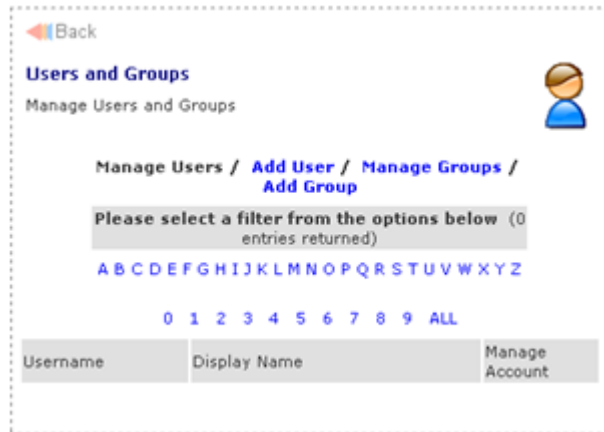 Back
Users and Groups
Manage Users and Groups
Manage Users / Add User / Manage Groups /
Add Group
Please select a filter from the options below (0
entries returned)
A B C D E F G H I J K L M N O P Q R S T U V W X Y Z
0 1 2 3 4 5 6 7 8 9 ALL
Username Display Name Manage
Account